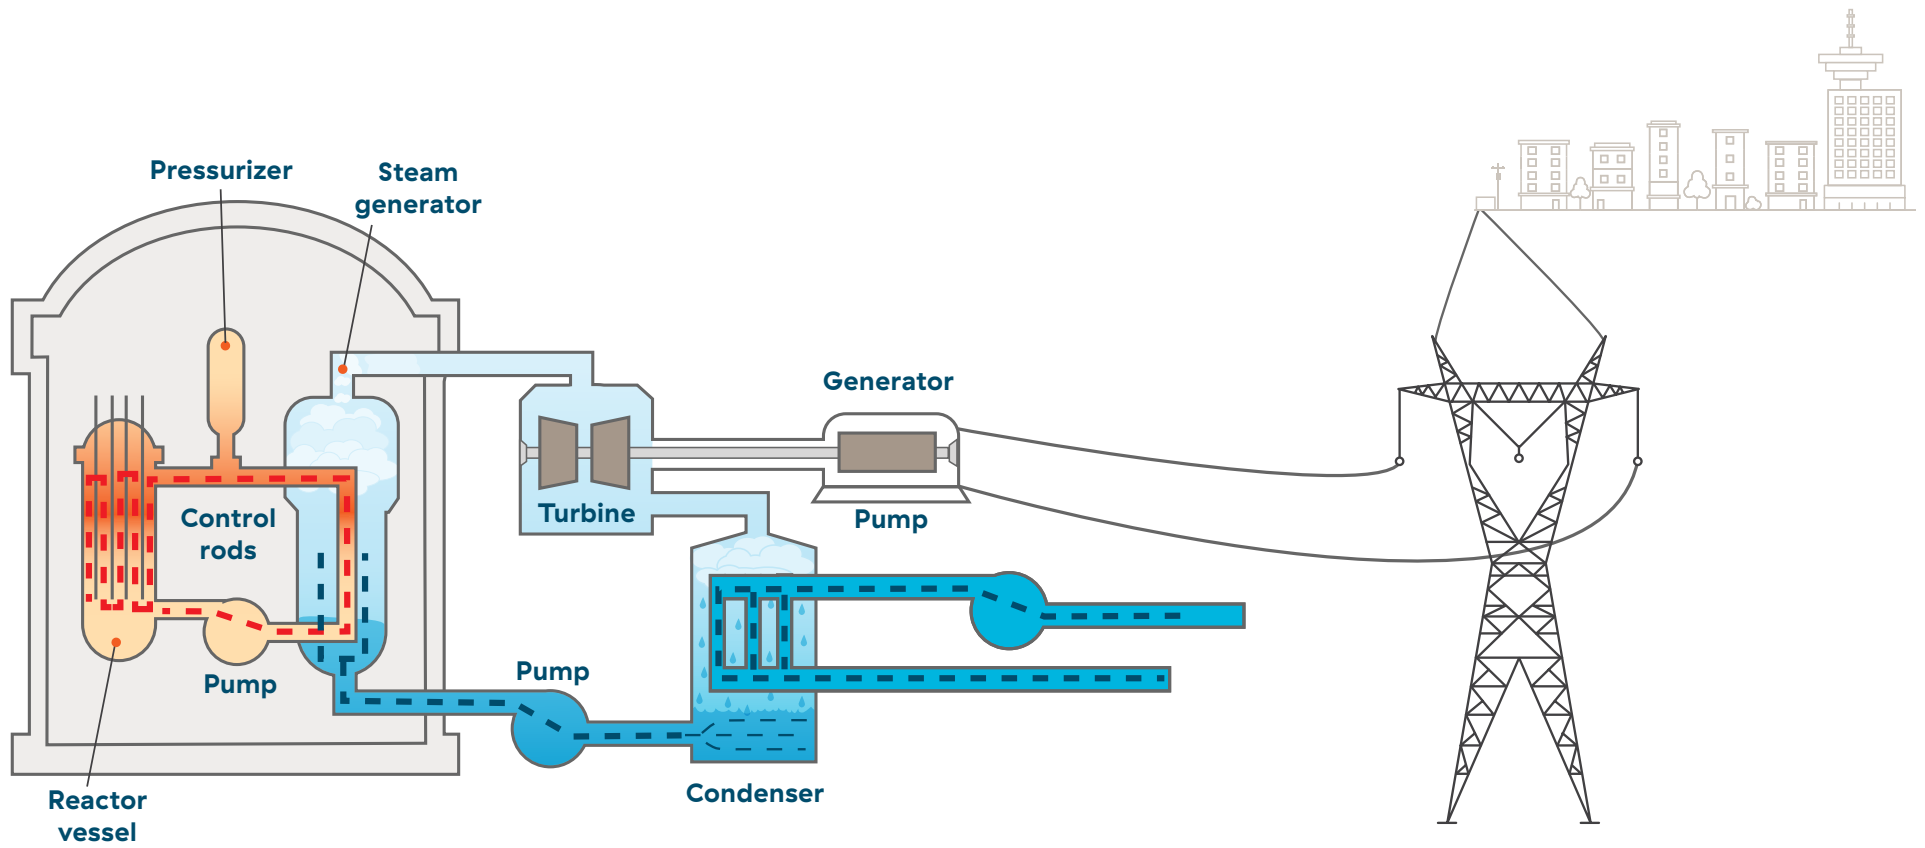 Pressurizer
Steam
generator
Generator
Control
rods
Turbine
Pump
Pump
Pump
Condenser
Reactor
vessel